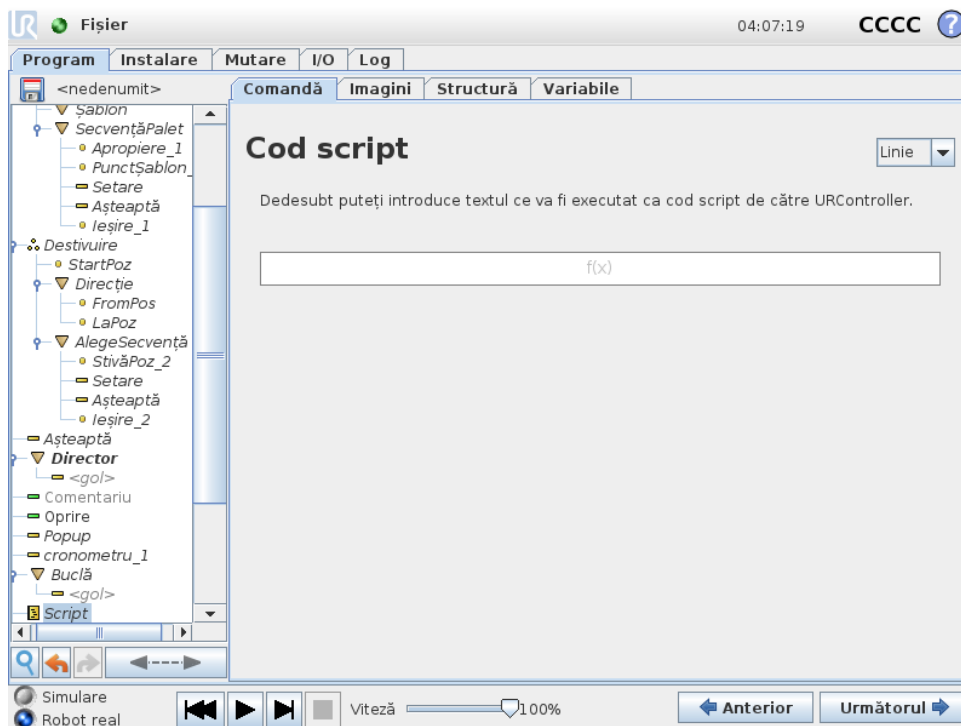 UR Fișier 04:07:19 CCCC ?
Program Instalare Mutare I/O Log
<nedenumit> Comandă Imagini Structură Variabile
Șablon
SecvențăPalet
Apropiere_1
PunctȘablon_
Setare
Așteaptă
Ieșire_1
Destivuire
StartPoz
Direcție
FromPos
LaPoz
AlegeSecvență
StivăPoz_2
Setare
Așteaptă
Ieșire_2
Așteaptă
Director
<gol>
Comentariu
Oprire
Popup
cronometru_1
Buclă
<gol>
Script
Cod script
Linie
Dedesubt puteți introduce textul ce va fi executat ca cod script de către URController.
f(x)
Simulare
Robot real
Viteză 100%
Anterior Următorul